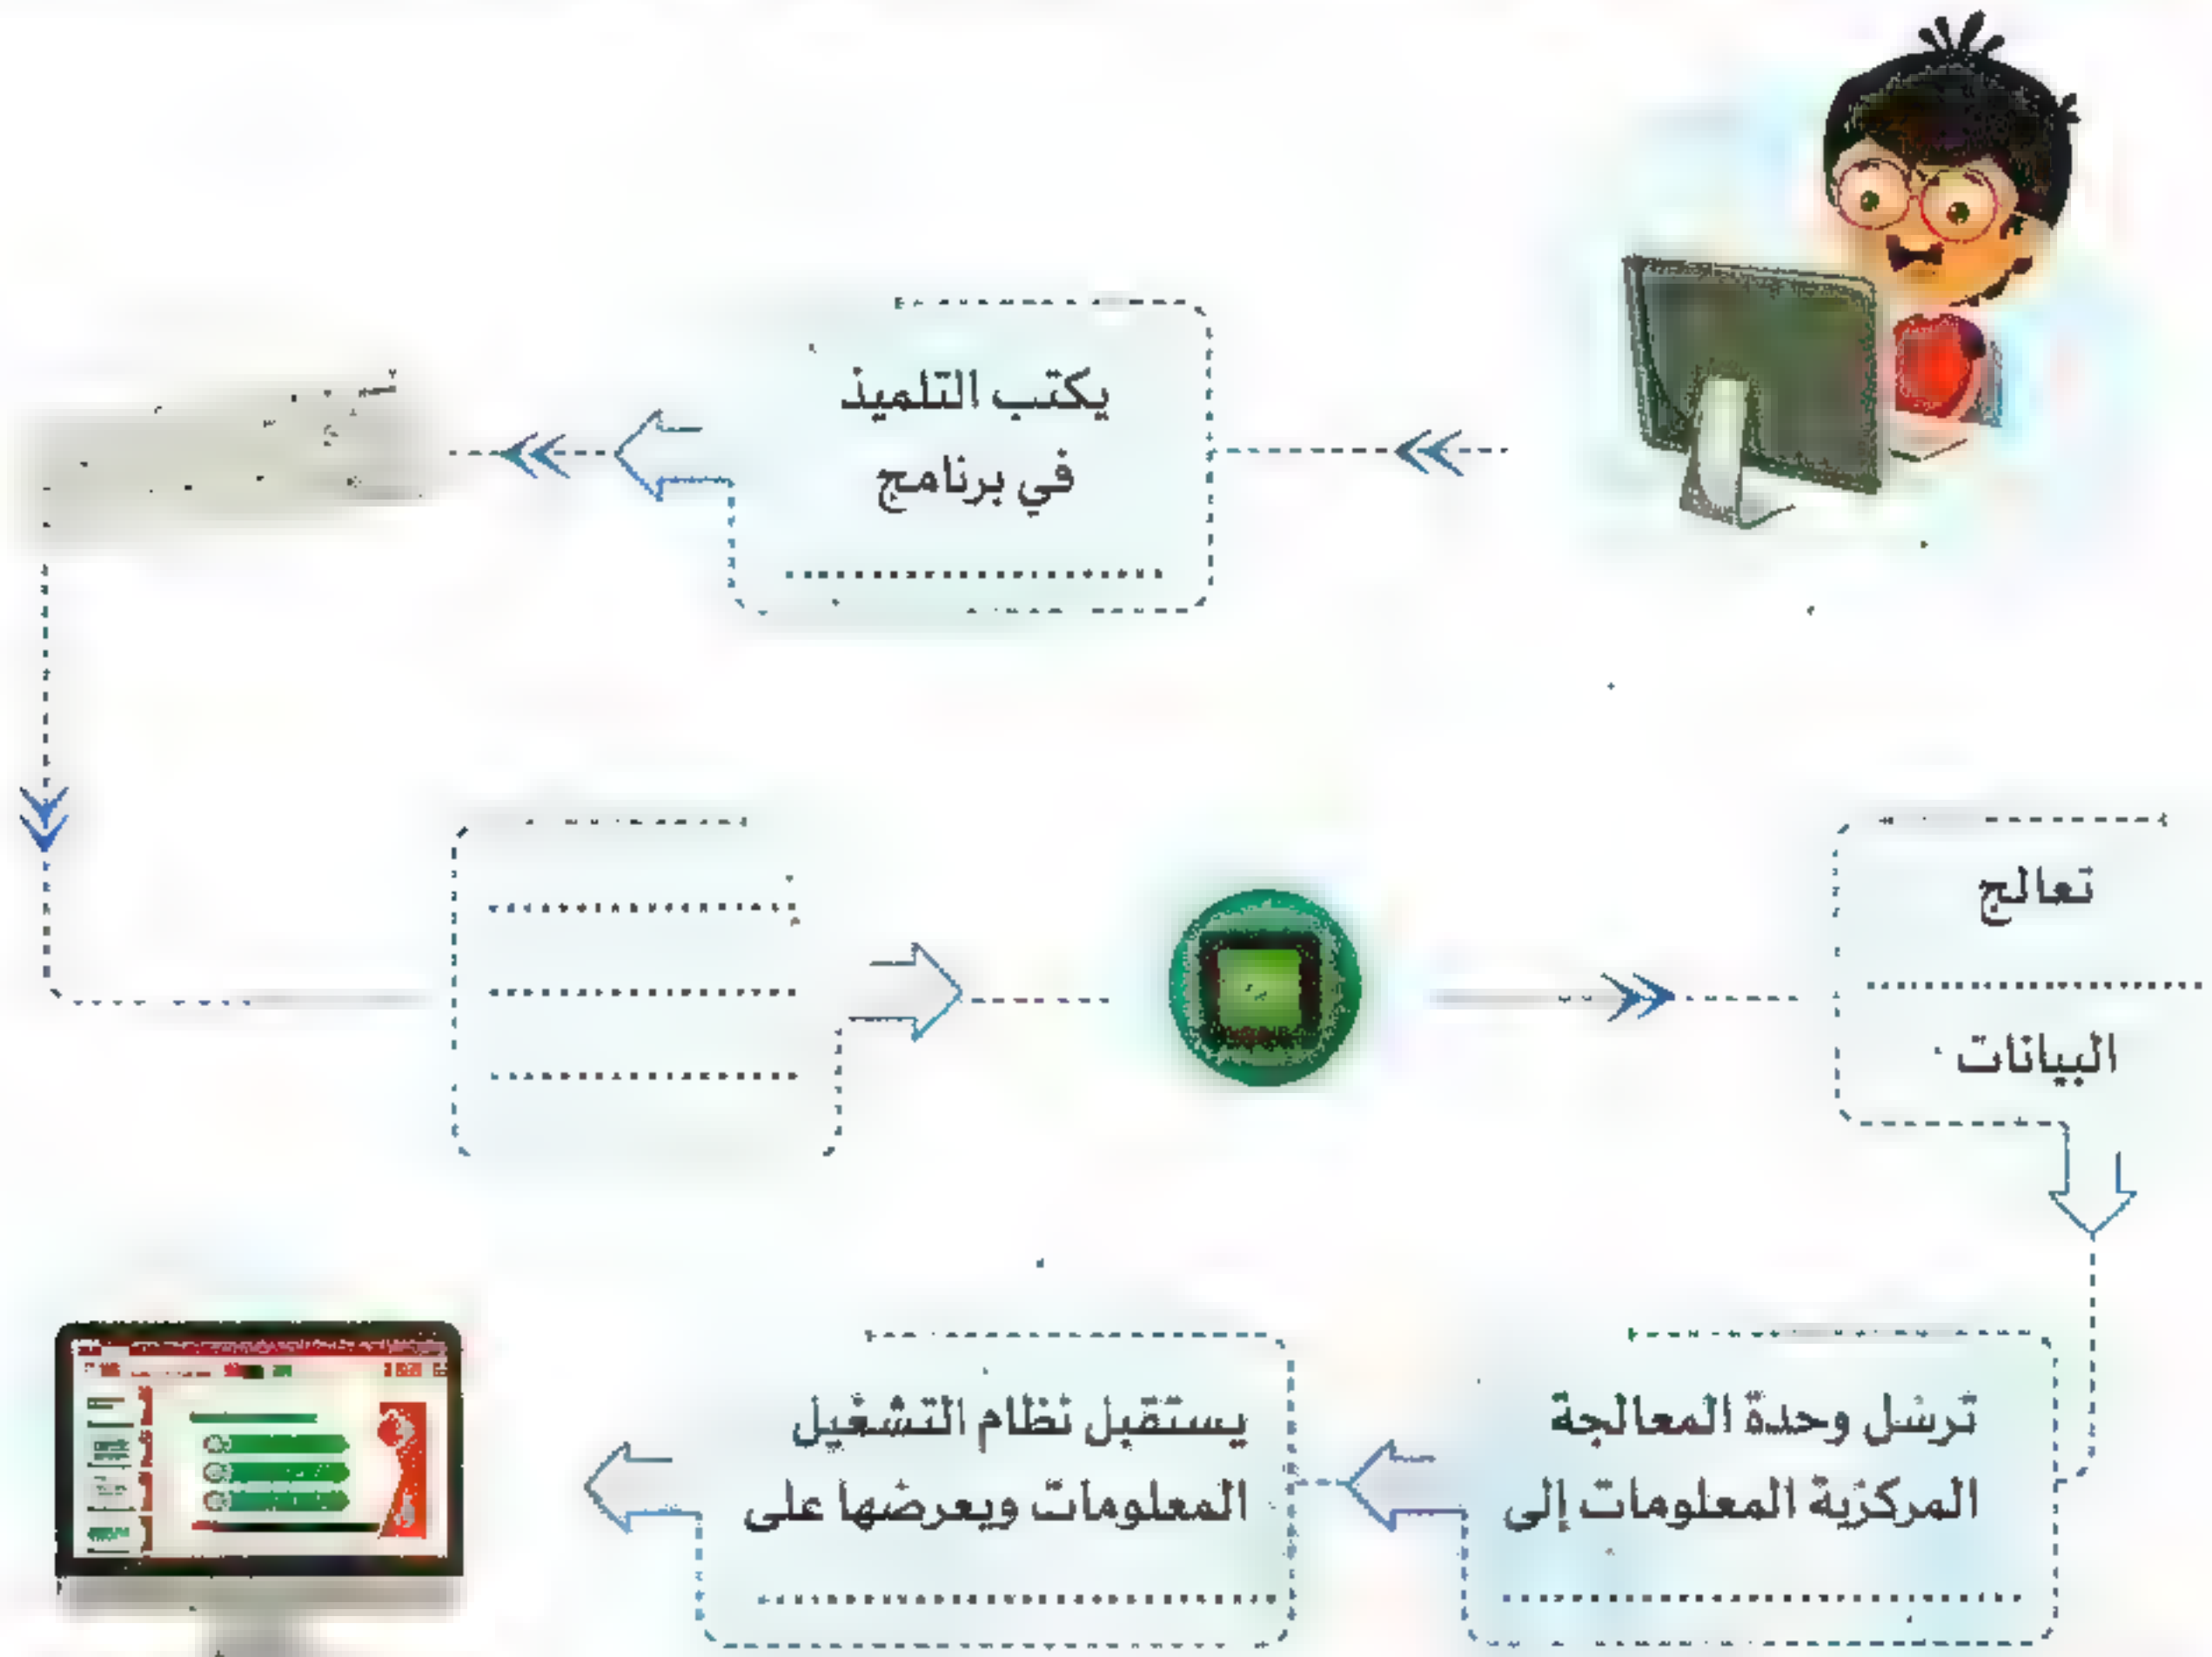 يكتب التلميذ
في برنامج
تعالج
البيانات
ترسل وحدة المعالجة
المركزية المعلومات إلى
يستقبل نظام التشغيل
المعلومات ويعرضها على